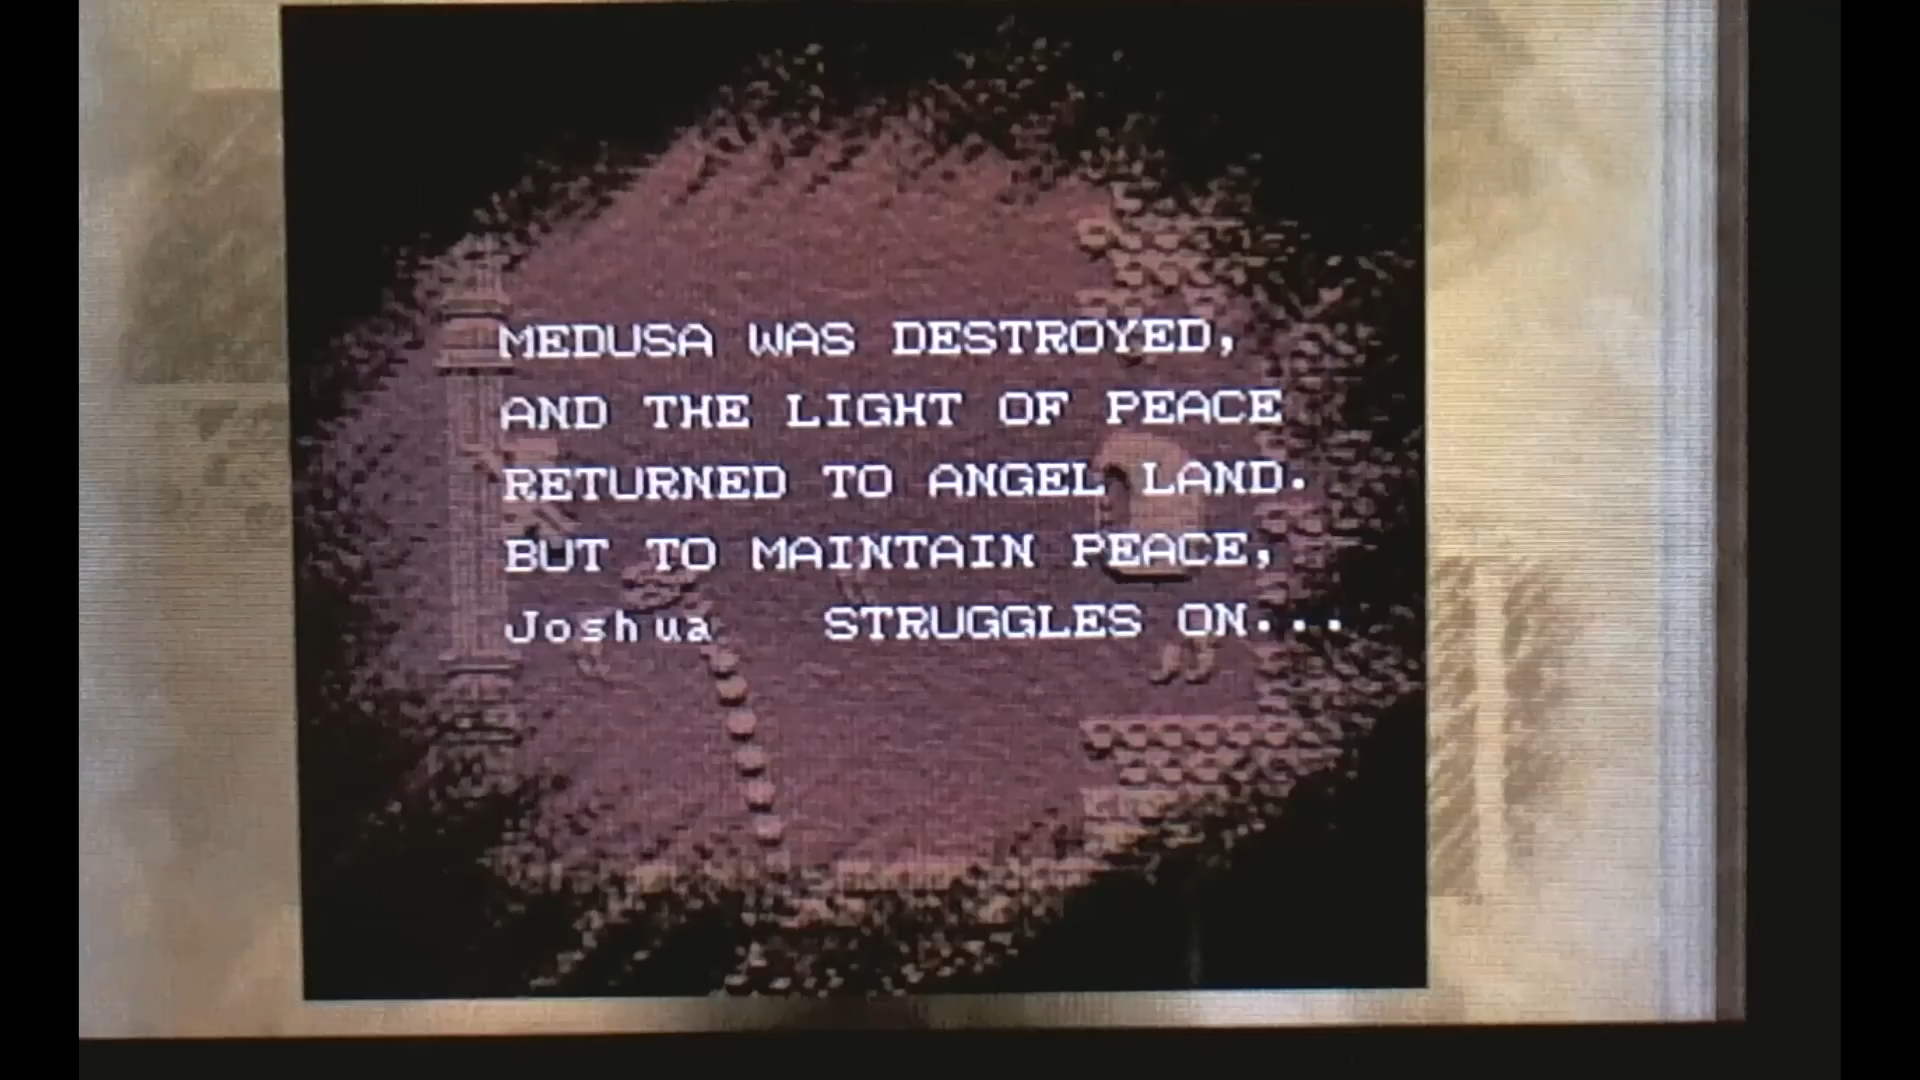 MEDUSA WAS DESTROYED,
AND THE LIGHT OF PEACE
RETURNED TO ANGEL LAND.
BUT TO MAINTAIN PEACE,
Joshua STRUGGLES ON...